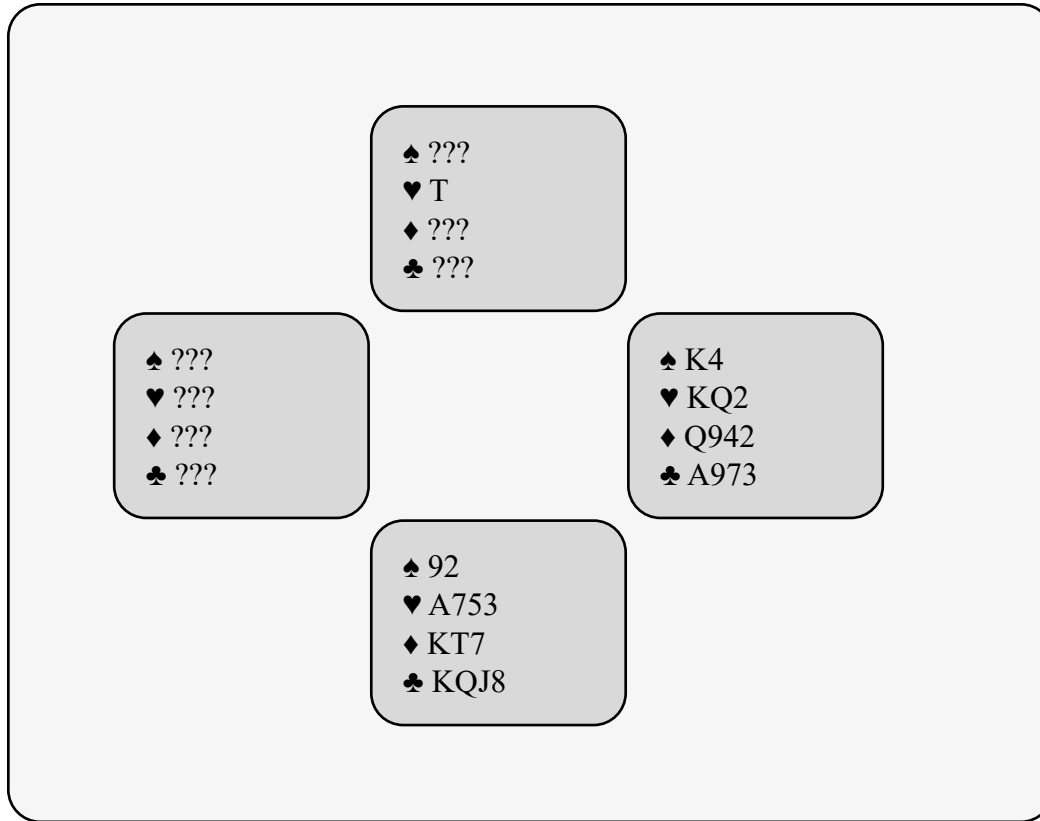 ♠ ???
♥ T
♦ ???
♣ ???
♠ ???
♥ ???
♦ ???
♣ ???
♠ K4
♥ KQ2
♦ Q942
♣ A973
♠ 92
♥ A753
♦ KT7
♣ KQJ8